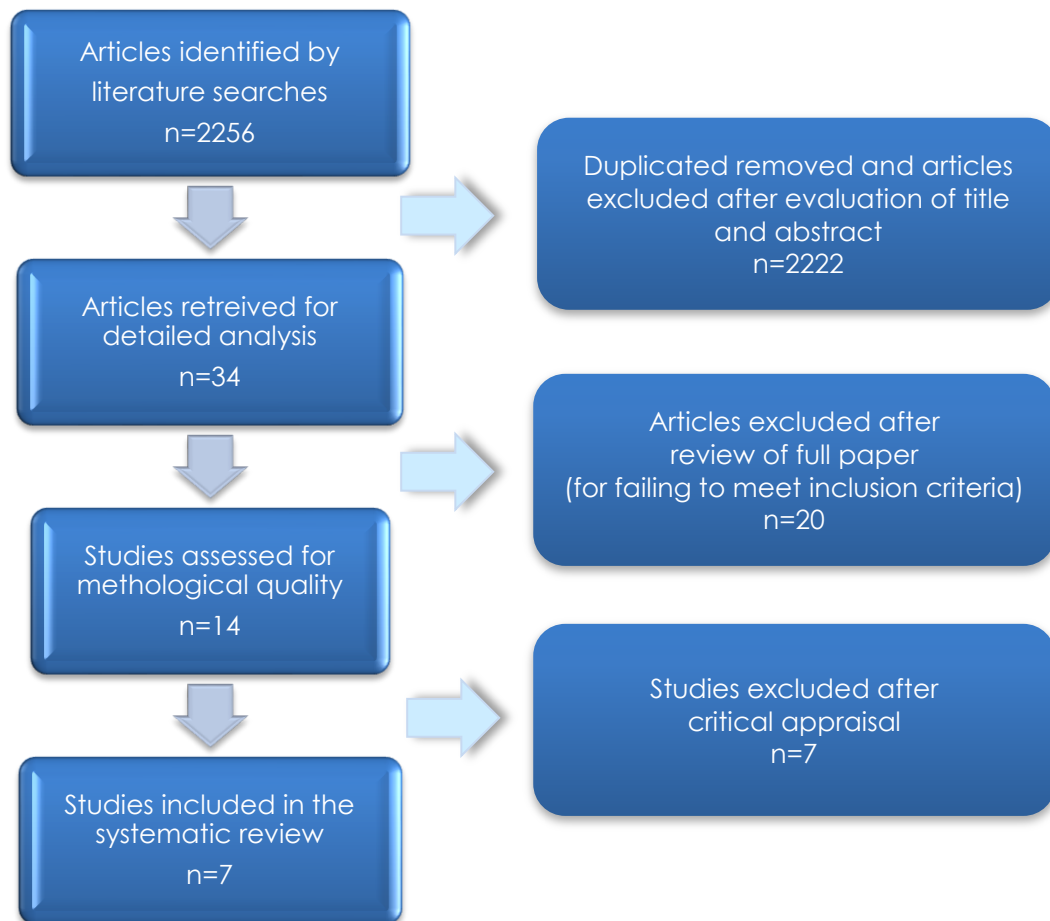 Articles identified by
literature searches
n=2256
Duplicated removed and articles
excluded after evaluation of title
and abstract
n=2222
Articles retreived for
detailed analysis
n=34
Articles excluded after
review of full paper
(for failing to meet inclusion criteria)
n=20
Studies assessed for
methological quality
n=14
Studies excluded after
critical appraisal
n=7
Studies included in the
systematic review
n=7